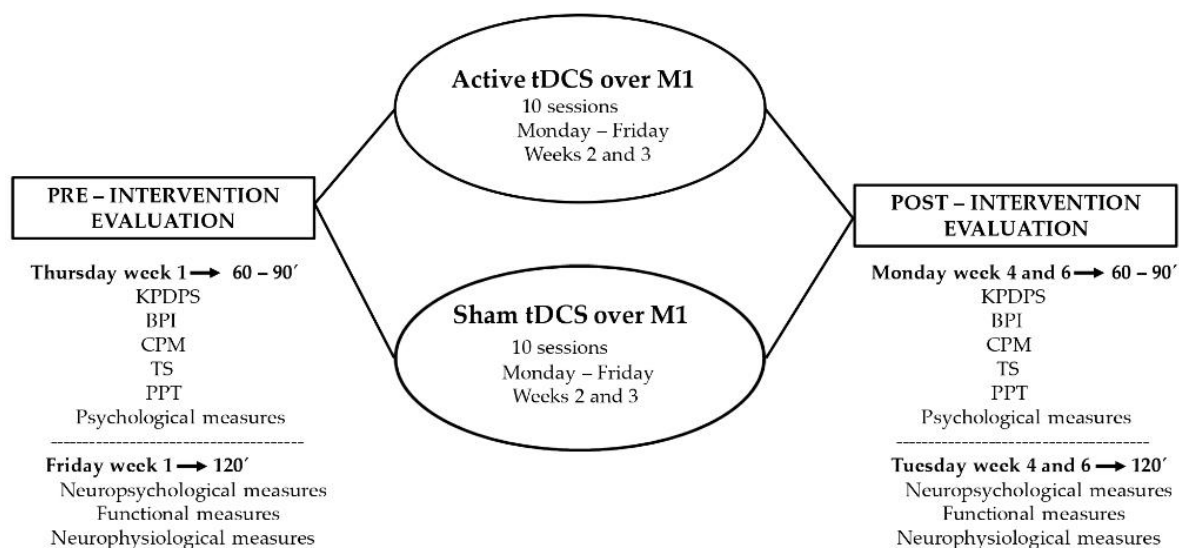 PRE – INTERVENTION
EVALUATION
Thursday week 1 → 60 – 90´
KPDPS
BPI
CPM
TS
PPT
Psychological measures
----------------------------------------
Friday week 1 → 120´
Neuropsychological measures
Functional measures
Neurophysiological measures
Active tDCS over M1
10 sessions
Monday – Friday
Weeks 2 and 3
Sham tDCS over M1
10 sessions
Monday – Friday
Weeks 2 and 3
POST – INTERVENTION
EVALUATION
Monday week 4 and 6 → 60 – 90´
KPDPS
BPI
CPM
TS
PPT
Psychological measures
----------------------------------------
Tuesday week 4 and 6 → 120´
Neuropsychological measures
Functional measures
Neurophysiological measures